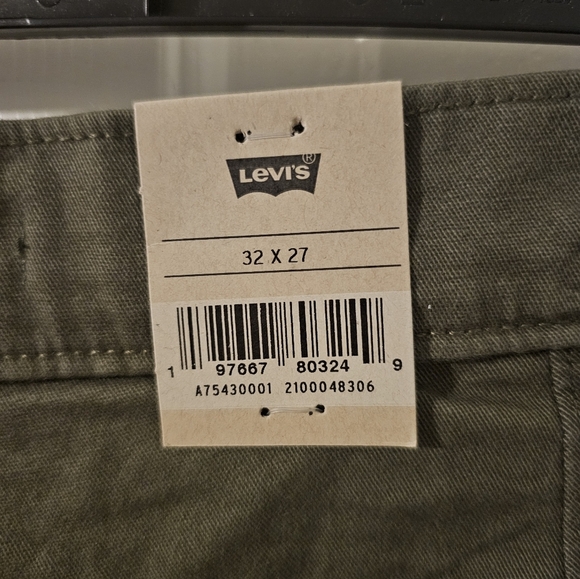 Levi's®
32 X 27
1 97667 80324 9
A75430001 2100048306